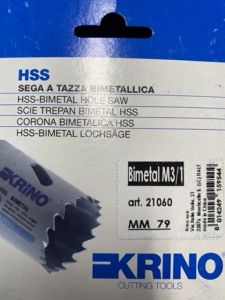 HSS
SEGA A TAZZA BIMETALLICA
HSS-BIMETAL HOLE SAW
SCIE TREPAN BIMETAL HSS
CORONA BIMETALICA HSS
HSS-BIMETAL LOCHSÄGE
Bimetal M3/1
art. 21060
MM 79
KRINO
BIMETAL
KRINO
CUTTING TOOLS